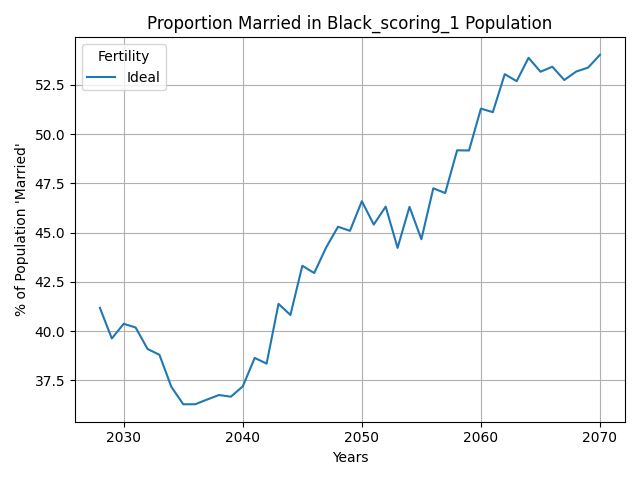 Proportion Married in Black_scoring_1 Population
Fertility
Ideal
% of Population 'Married'
52.5
50.0
47.5
45.0
42.5
40.0
37.5
2030
2040
2050
2060
2070
Years